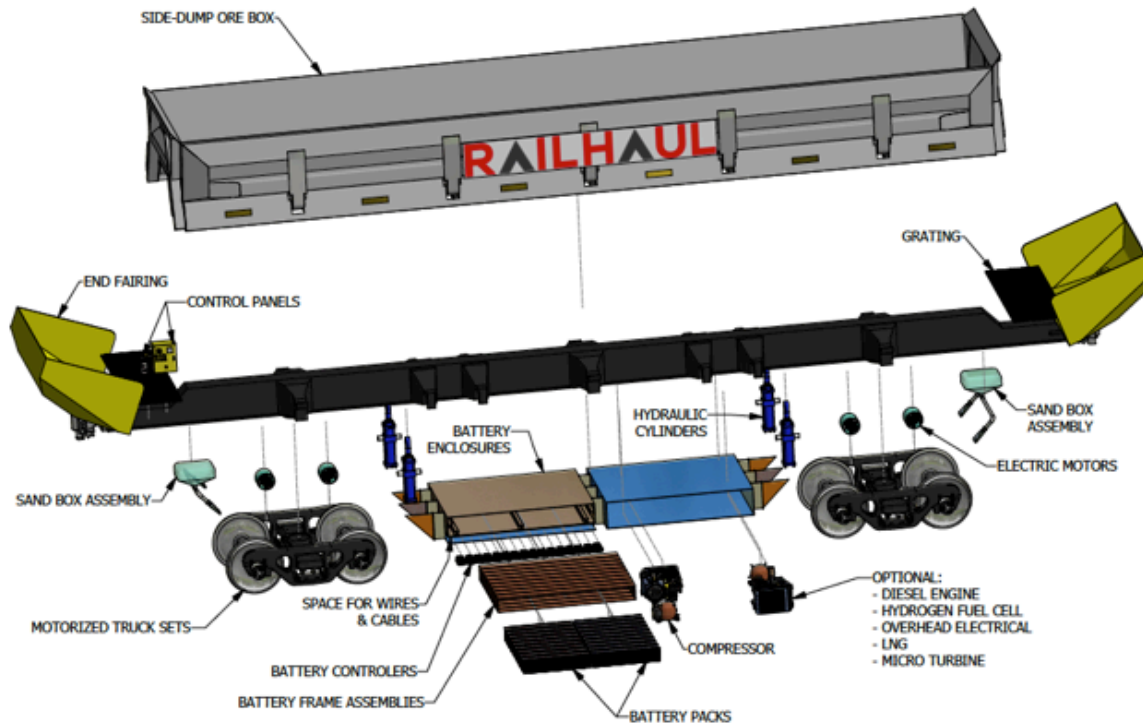 SIDE-DUMP ORE BOX
RAILHAUL
GRATING
END FAIRING
CONTROL PANELS
HYDRAULIC
CYLINDERS
SAND BOX
ASSEMBLY
BATTERY
ENCLOSURES
ELECTRIC MOTORS
SAND BOX ASSEMBLY
OPTIONAL:
- DIESEL ENGINE
- HYDROGEN FUEL CELL
- OVERHEAD ELECTRICAL
- LNG
- MICRO TURBINE
SPACE FOR WIRES
& CABLES
MOTORIZED TRUCK SETS
COMPRESSOR
BATTERY CONTROLERS
BATTERY FRAME ASSEMBLIES
BATTERY PACKS